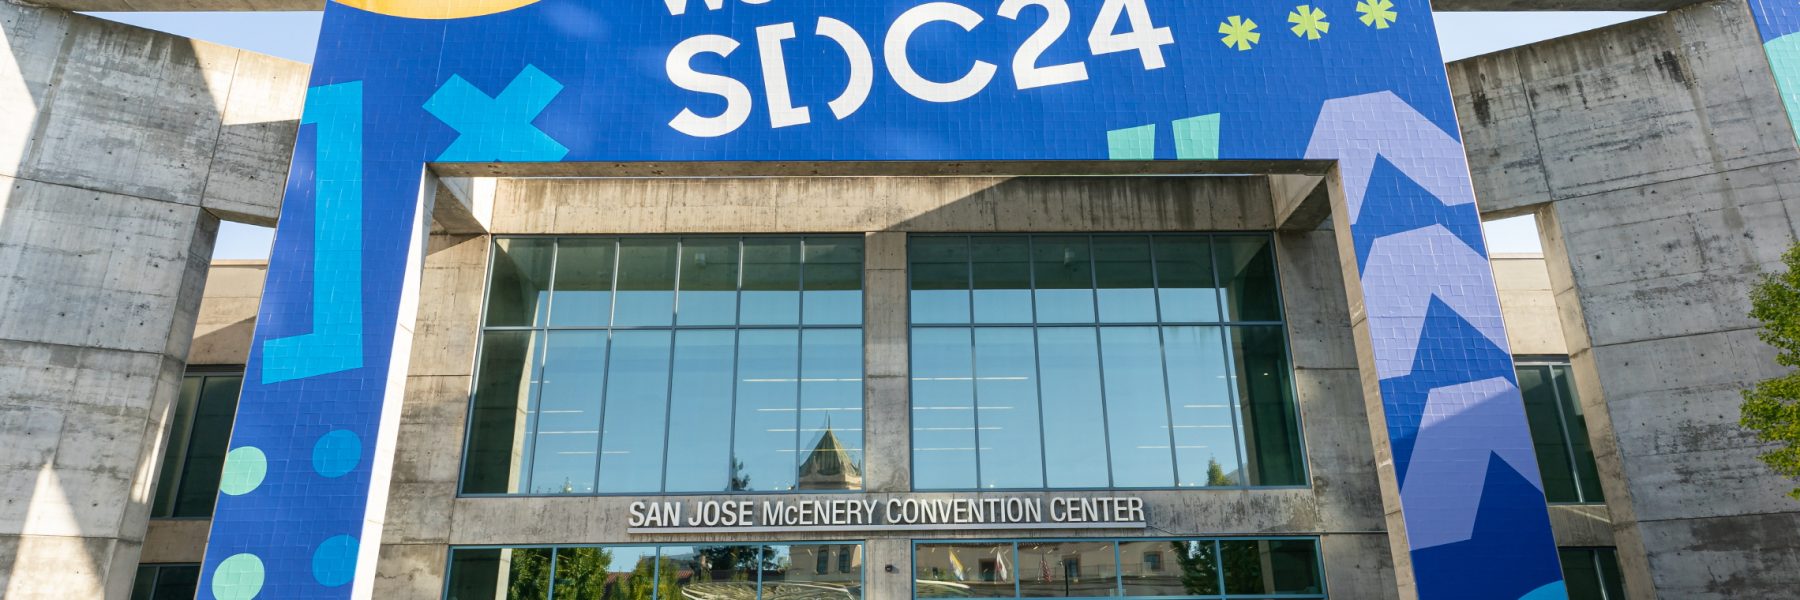 SDC24
SAN JOSE McENERY CONVENTION CENTER